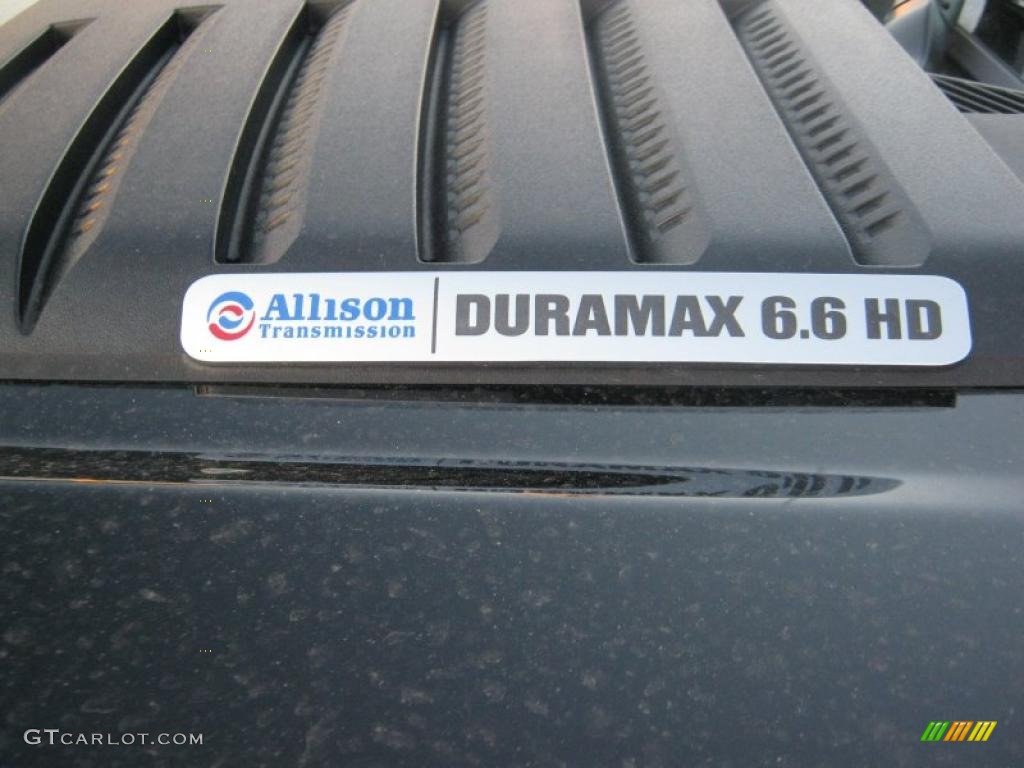 Allison
Transmission
DURAMAX 6.6 HD
GTCARLOT.COM